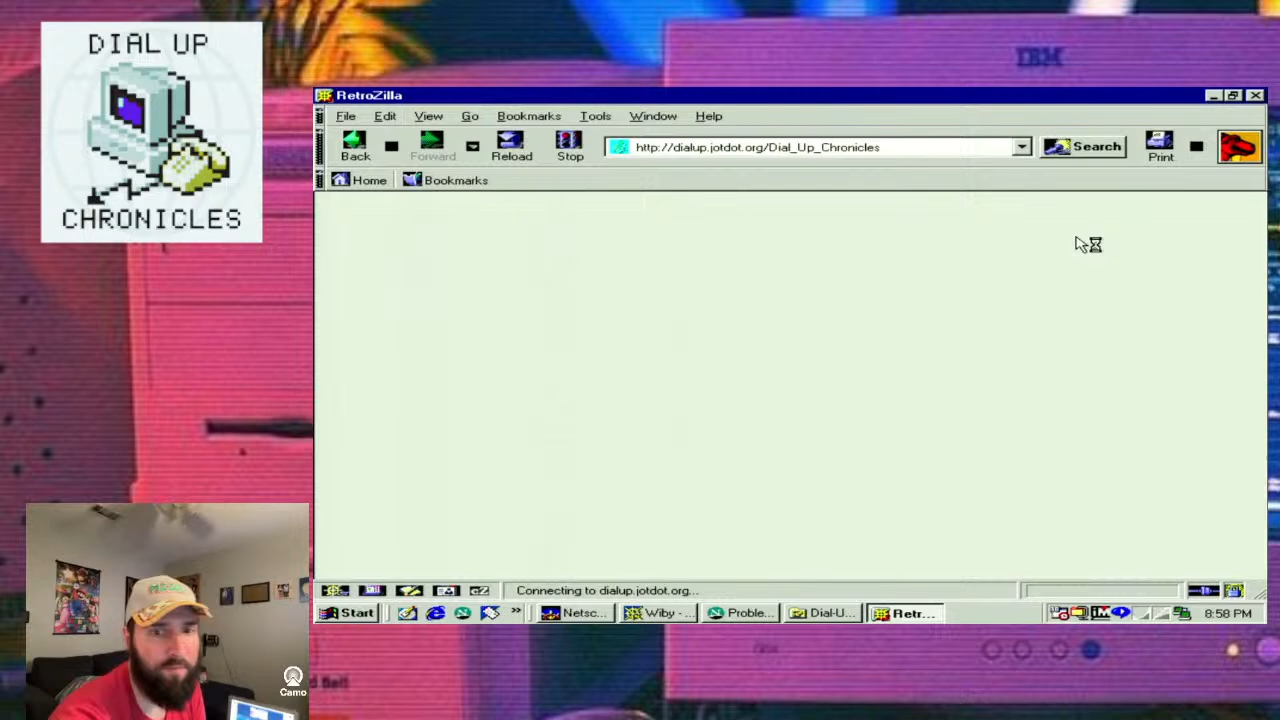 DIAL UP
CHRONICLES
IBM
RetroZilla
File Edit View Go Bookmarks Tools Window Help
Back Forward Reload Stop http://dialup.jotdot.org/Dial_Up_Chronicles Search Print
Home Bookmarks
Connecting to dialup.jotdot.org...
Start » Netsc... Wiby - ... Proble... Dial-U... Retr... 8:58 PM
Camo
d Bell